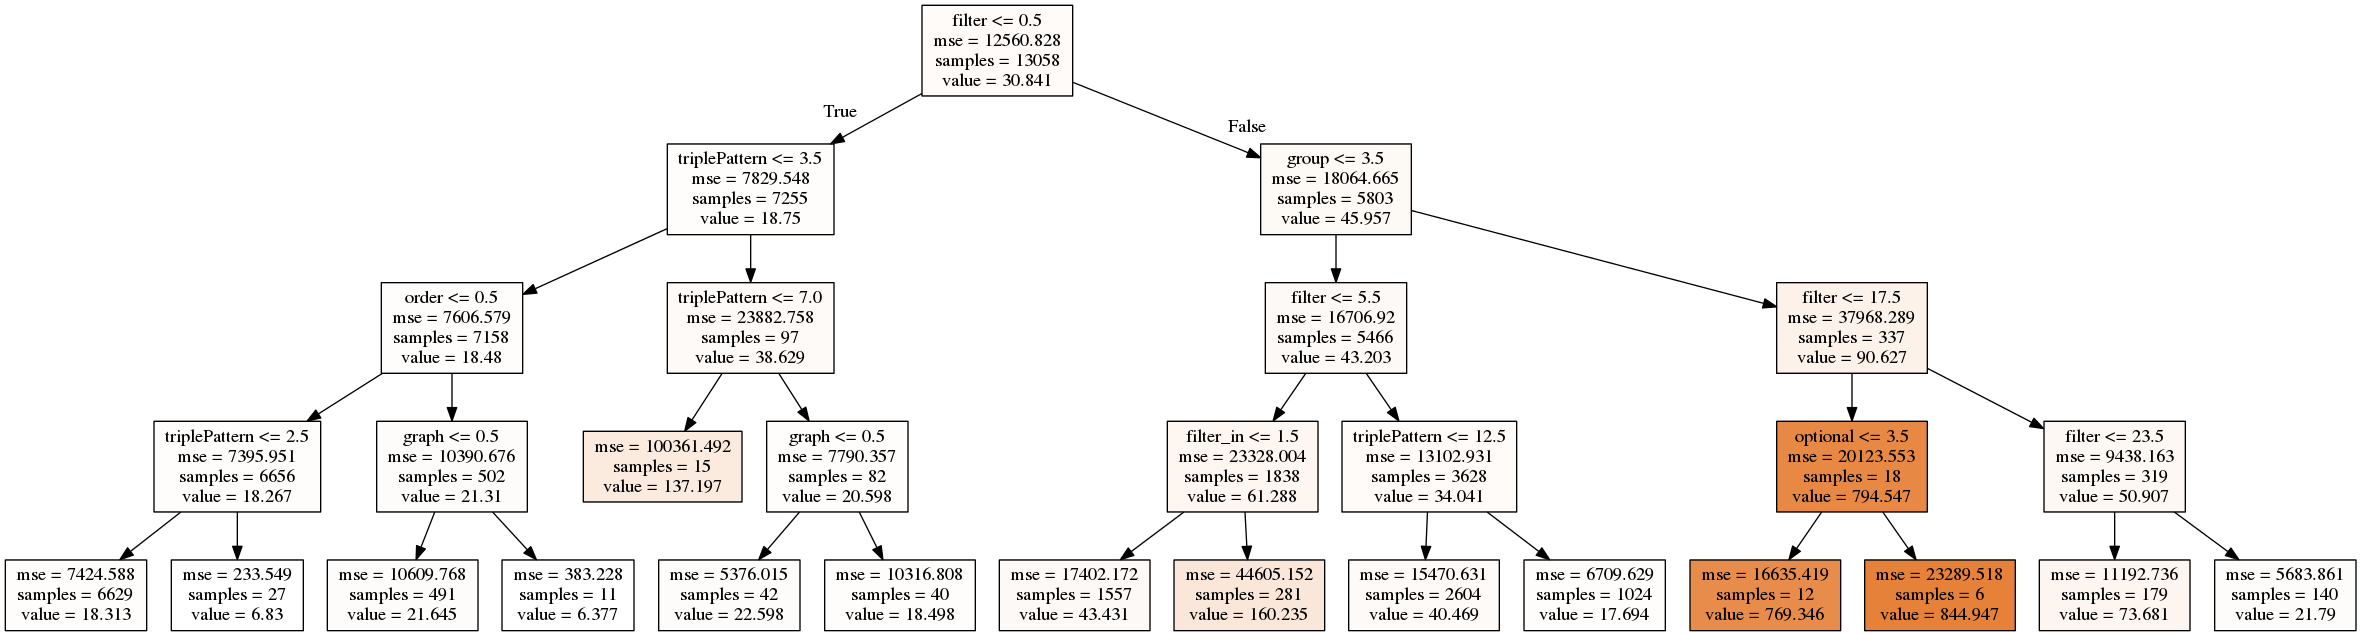 filter <= 0.5
mse = 12560.828
samples = 13058
value = 30.841
True
False
triplePattern <= 3.5
mse = 7829.548
samples = 7255
value = 18.75
group <= 3.5
mse = 18064.665
samples = 5803
value = 45.957
order <= 0.5
mse = 7606.579
samples = 7158
value = 18.48
triplePattern <= 7.0
mse = 23882.758
samples = 97
value = 38.629
filter <= 5.5
mse = 16706.92
samples = 5466
value = 43.203
filter <= 17.5
mse = 37968.289
samples = 337
value = 90.627
triplePattern <= 2.5
mse = 7395.951
samples = 6656
value = 18.267
graph <= 0.5
mse = 10390.676
samples = 502
value = 21.31
mse = 100361.492
samples = 15
value = 137.197
graph <= 0.5
mse = 7790.357
samples = 82
value = 20.598
filter_in <= 1.5
mse = 23328.004
samples = 1838
value = 61.288
triplePattern <= 12.5
mse = 13102.931
samples = 3628
value = 34.041
optional <= 3.5
mse = 20123.553
samples = 18
value = 794.547
filter <= 23.5
mse = 9438.163
samples = 319
value = 50.907
mse = 7424.588
samples = 6629
value = 18.313
mse = 233.549
samples = 27
value = 6.83
mse = 10609.768
samples = 491
value = 21.645
mse = 383.228
samples = 11
value = 6.377
mse = 5376.015
samples = 42
value = 22.598
mse = 10316.808
samples = 40
value = 18.498
mse = 17402.172
samples = 1557
value = 43.431
mse = 44605.152
samples = 281
value = 160.235
mse = 15470.631
samples = 2604
value = 40.469
mse = 6709.629
samples = 1024
value = 17.694
mse = 16635.419
samples = 12
value = 769.346
mse = 23289.518
samples = 6
value = 844.947
mse = 11192.736
samples = 179
value = 73.681
mse = 5683.861
samples = 140
value = 21.79